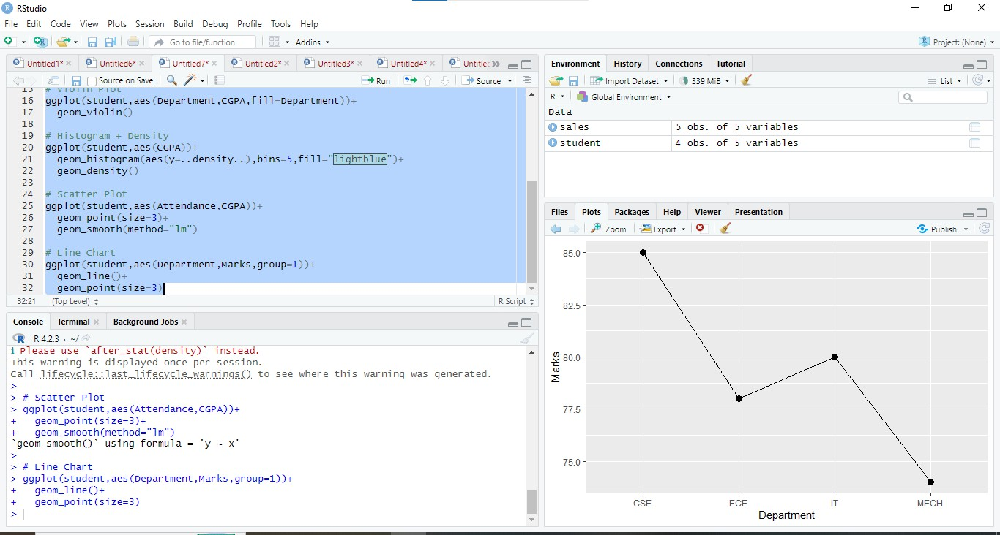 RStudio
File Edit Code View Plots Session Build Debug Profile Tools Help
Go to file/function Addins Project: (None)
Untitled1* Untitled6* Untitled7* Untitled2* Untitled3* Untitled4* Untitled
Source on Save Run Source
15 # Violin Plot
16 ggplot(student,aes(Department,CGPA,fill=Department))+
17 geom_violin()
18
19 # Histogram + Density
20 ggplot(student,aes(CGPA))+
21 geom_histogram(aes(y=..density..),bins=5,fill="lightblue")+
22 geom_density()
23
24 # Scatter Plot
25 ggplot(student,aes(Attendance,CGPA))+
26 geom_point(size=3)+
27 geom_smooth(method="lm")
28
29 # Line Chart
30 ggplot(student,aes(Department,Marks,group=1))+
31 geom_line()+
32 geom_point(size=3)
32:21 (Top Level) R Script
Console Terminal Background Jobs
R 4.2.3 · ~/
i Please use `after_stat(density)` instead.
This warning is displayed once per session.
Call lifecycle::last_lifecycle_warnings() to see where this warning was generated.
>
> # Scatter Plot
> ggplot(student,aes(Attendance,CGPA))+
+ geom_point(size=3)+
+ geom_smooth(method="lm")
`geom_smooth()` using formula = 'y ~ x'
>
> # Line Chart
> ggplot(student,aes(Department,Marks,group=1))+
+ geom_line()+
+ geom_point(size=3)
>
Environment History Connections Tutorial
Import Dataset 339 MiB List
R Global Environment
Data
sales 5 obs. of 5 variables
student 4 obs. of 5 variables
Files Plots Packages Help Viewer Presentation
Zoom Export Publish
85.0
82.5
80.0
77.5
75.0
Marks
CSE ECE IT MECH
Department